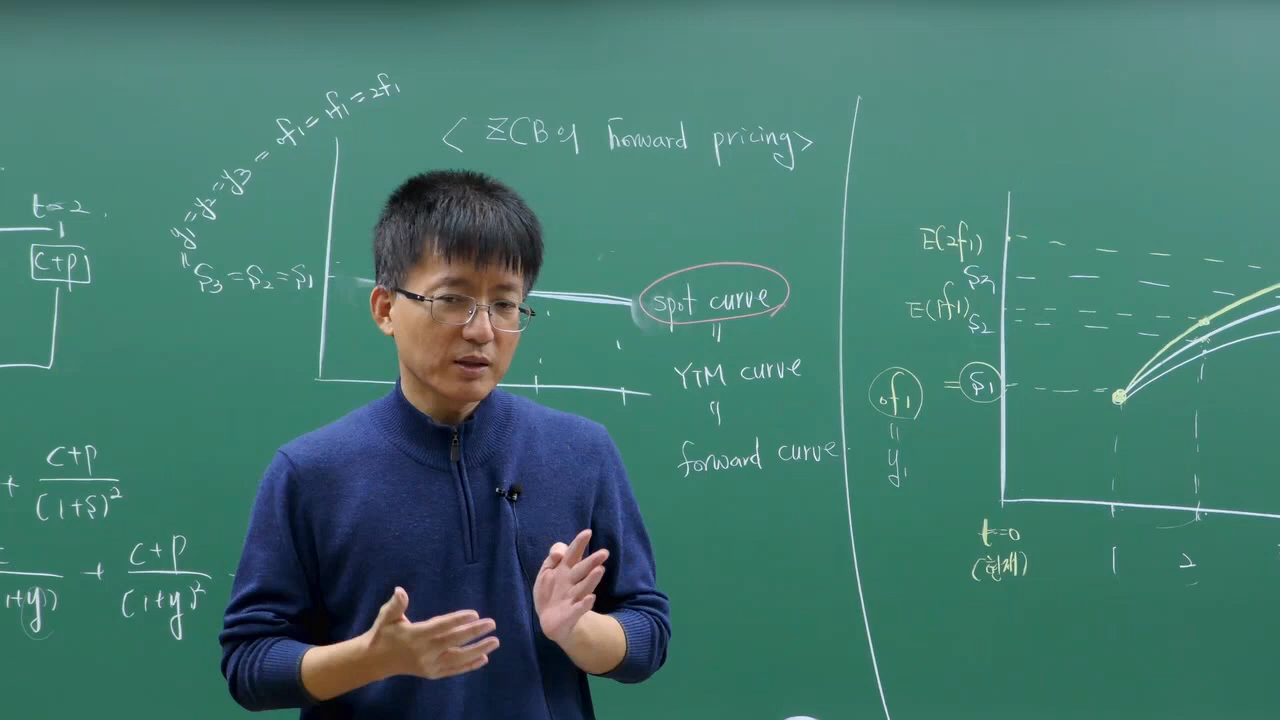 t=2.
C+P
+ C+P / (1+S)²
+ C+P / (1+y)²
1+y)
y₁=y₂=y₃=₀f₁=₁f₁=₂f₁
"
S₃=S₂=S₁
< ZCB의 Forward pricing>
spot curve
"
YTM curve
"
forward curve
E(₂f₁)
S₃
E(₁f₁)
S₂
₀f₁ = S₁
"
y₁
t=0
(현재)
1 2